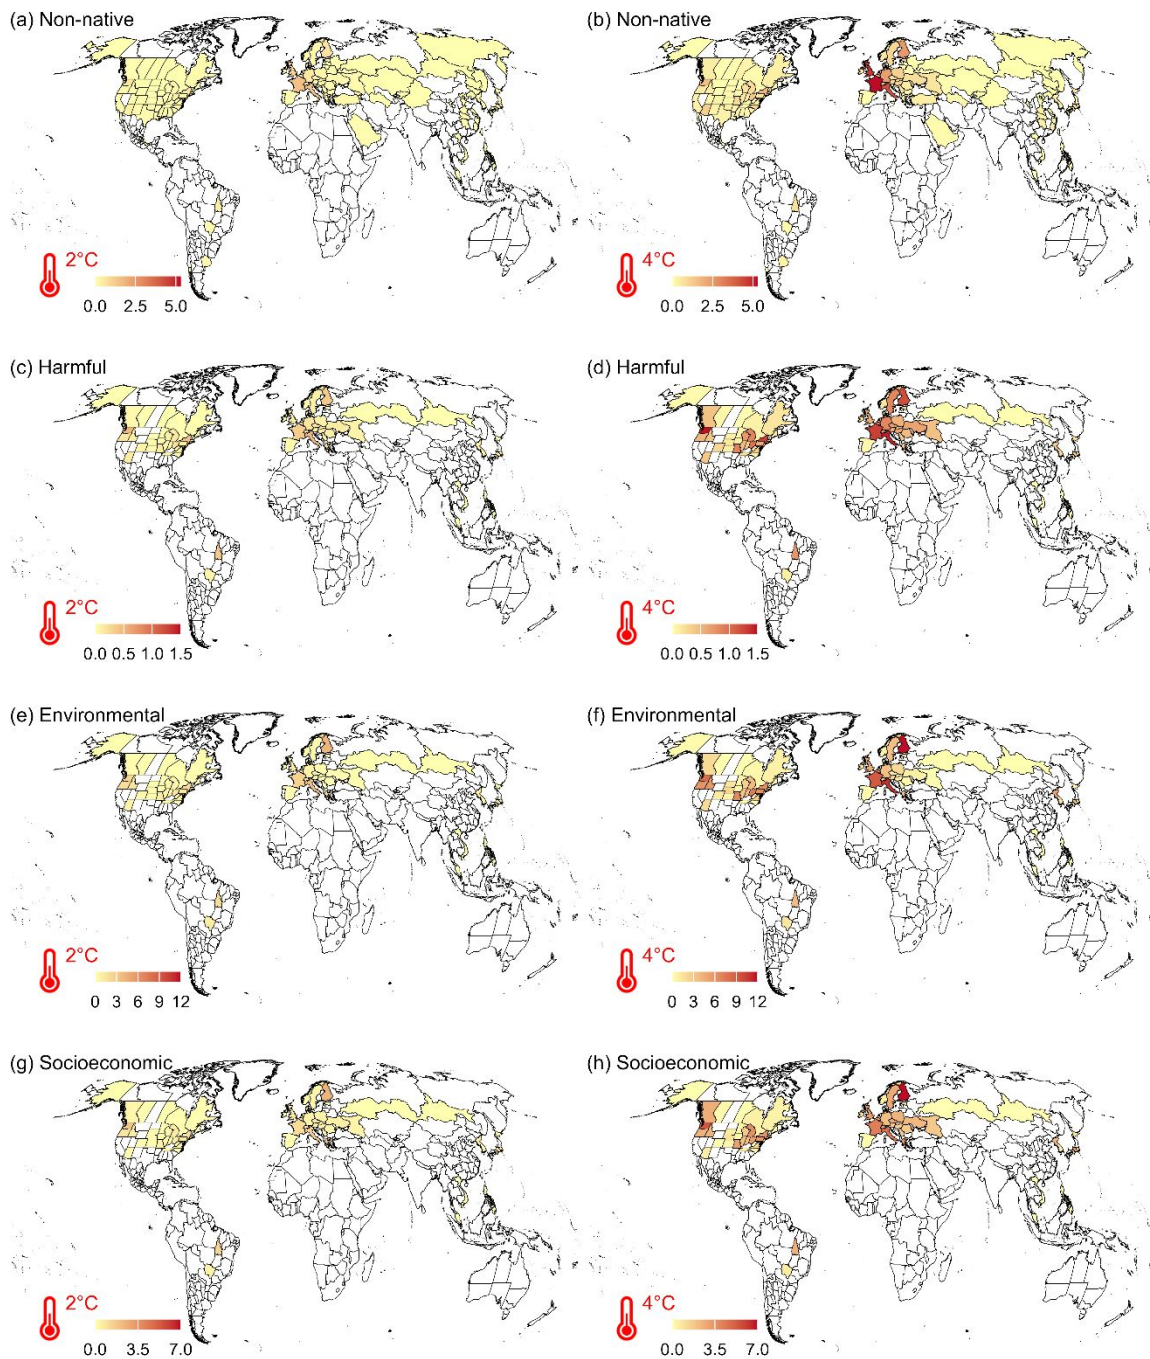 (a) Non-native
(b) Non-native
2°C
0.0 2.5 5.0
4°C
0.0 2.5 5.0
(c) Harmful
(d) Harmful
2°C
0.0 0.5 1.0 1.5
4°C
0.0 0.5 1.0 1.5
(e) Environmental
(f) Environmental
2°C
0 3 6 9 12
4°C
0 3 6 9 12
(g) Socioeconomic
(h) Socioeconomic
2°C
0.0 3.5 7.0
4°C
0.0 3.5 7.0